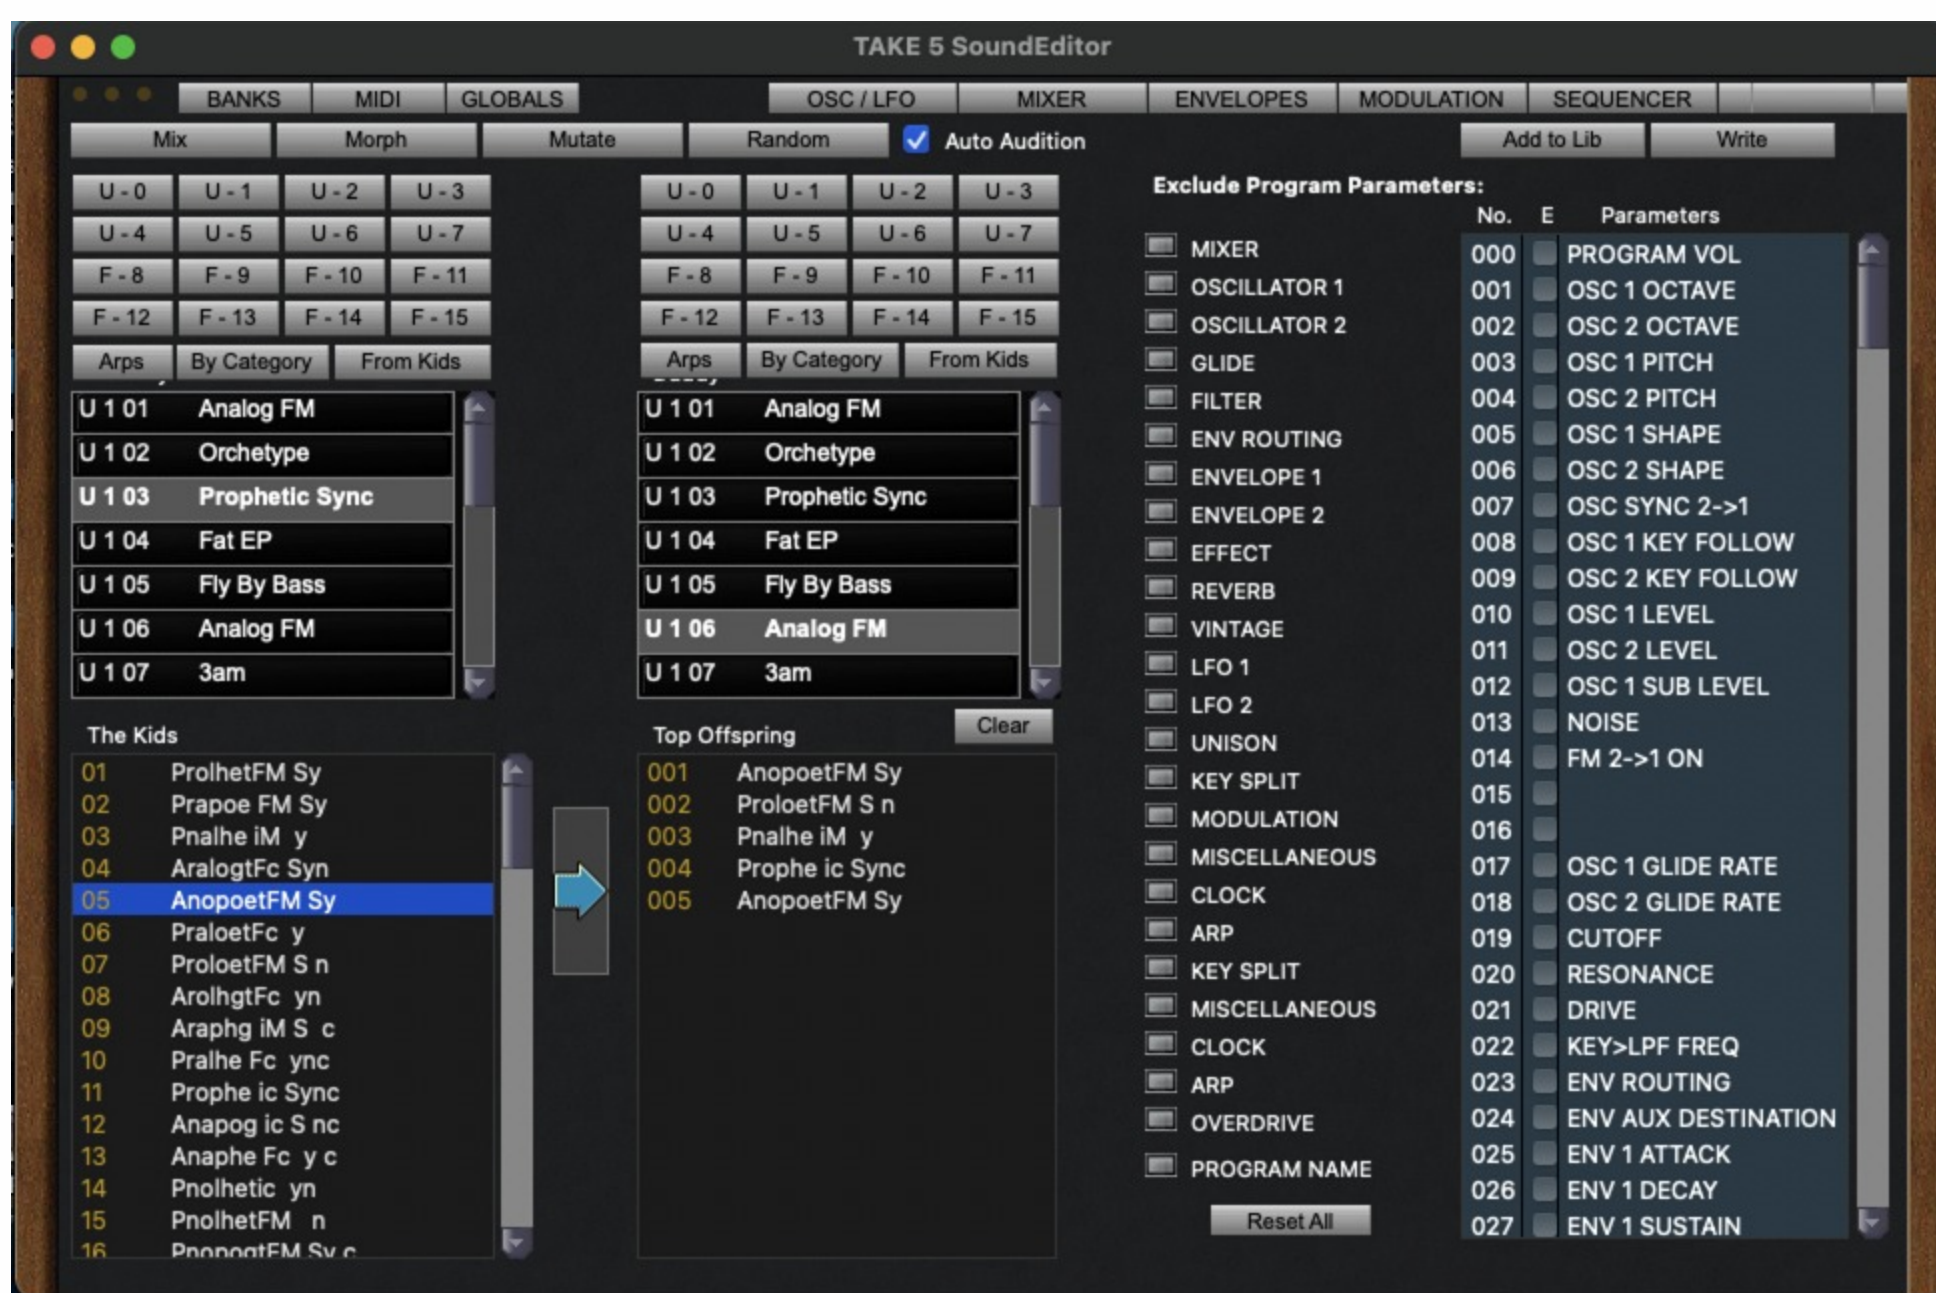 TAKE 5 SoundEditor
BANKS MIDI GLOBALS OSC / LFO MIXER ENVELOPES MODULATION SEQUENCER
Mix Morph Mutate Random Auto Audition Add to Lib Write
U - 0 U - 1 U - 2 U - 3
U - 4 U - 5 U - 6 U - 7
F - 8 F - 9 F - 10 F - 11
F - 12 F - 13 F - 14 F - 15
Arps By Category From Kids
U 1 01 Analog FM
U 1 02 Orchetype
U 1 03 Prophetic Sync
U 1 04 Fat EP
U 1 05 Fly By Bass
U 1 06 Analog FM
U 1 07 3am
The Kids
01 ProlhetFM Sy
02 Prapoe FM Sy
03 Pnalhe iM y
04 AralogtFc Syn
05 AnopoetFM Sy
06 PraloetFc y
07 ProloetFM S n
08 ArolhgtFc yn
09 Araphg iM S c
10 Pralhe Fc ync
11 Prophe ic Sync
12 Anapog ic S nc
13 Anaphe Fc y c
14 Pnolhetic yn
15 PnolhetFM n
16 PnopogtFM Sy c
U - 0 U - 1 U - 2 U - 3
U - 4 U - 5 U - 6 U - 7
F - 8 F - 9 F - 10 F - 11
F - 12 F - 13 F - 14 F - 15
Arps By Category From Kids
U 1 01 Analog FM
U 1 02 Orchetype
U 1 03 Prophetic Sync
U 1 04 Fat EP
U 1 05 Fly By Bass
U 1 06 Analog FM
U 1 07 3am
Top Offspring Clear
001 AnopoetFM Sy
002 ProloetFM S n
003 Pnalhe iM y
004 Prophe ic Sync
005 AnopoetFM Sy
Exclude Program Parameters:
MIXER
OSCILLATOR 1
OSCILLATOR 2
GLIDE
FILTER
ENV ROUTING
ENVELOPE 1
ENVELOPE 2
EFFECT
REVERB
VINTAGE
LFO 1
LFO 2
UNISON
KEY SPLIT
MODULATION
MISCELLANEOUS
CLOCK
ARP
KEY SPLIT
MISCELLANEOUS
CLOCK
ARP
OVERDRIVE
PROGRAM NAME
Reset All
No. E Parameters
000 PROGRAM VOL
001 OSC 1 OCTAVE
002 OSC 2 OCTAVE
003 OSC 1 PITCH
004 OSC 2 PITCH
005 OSC 1 SHAPE
006 OSC 2 SHAPE
007 OSC SYNC 2->1
008 OSC 1 KEY FOLLOW
009 OSC 2 KEY FOLLOW
010 OSC 1 LEVEL
011 OSC 2 LEVEL
012 OSC 1 SUB LEVEL
013 NOISE
014 FM 2->1 ON
015
016
017 OSC 1 GLIDE RATE
018 OSC 2 GLIDE RATE
019 CUTOFF
020 RESONANCE
021 DRIVE
022 KEY>LPF FREQ
023 ENV ROUTING
024 ENV AUX DESTINATION
025 ENV 1 ATTACK
026 ENV 1 DECAY
027 ENV 1 SUSTAIN